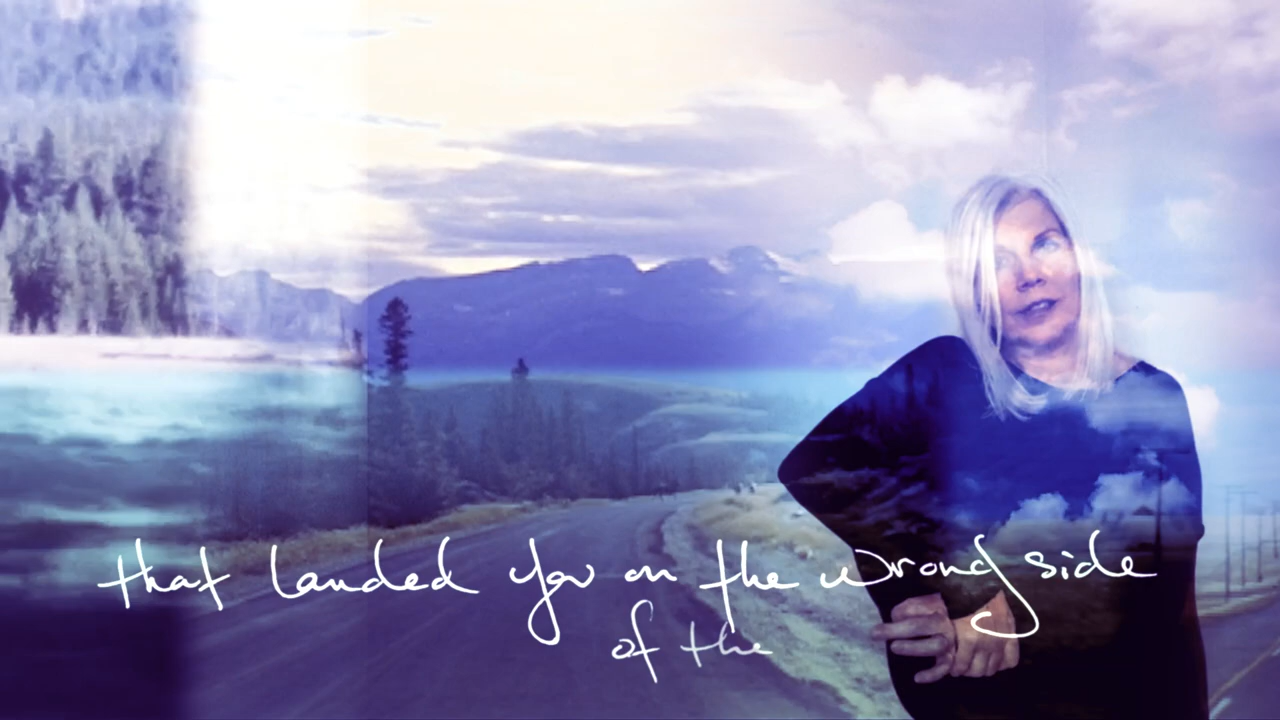 that landed you on the wrong side
of the